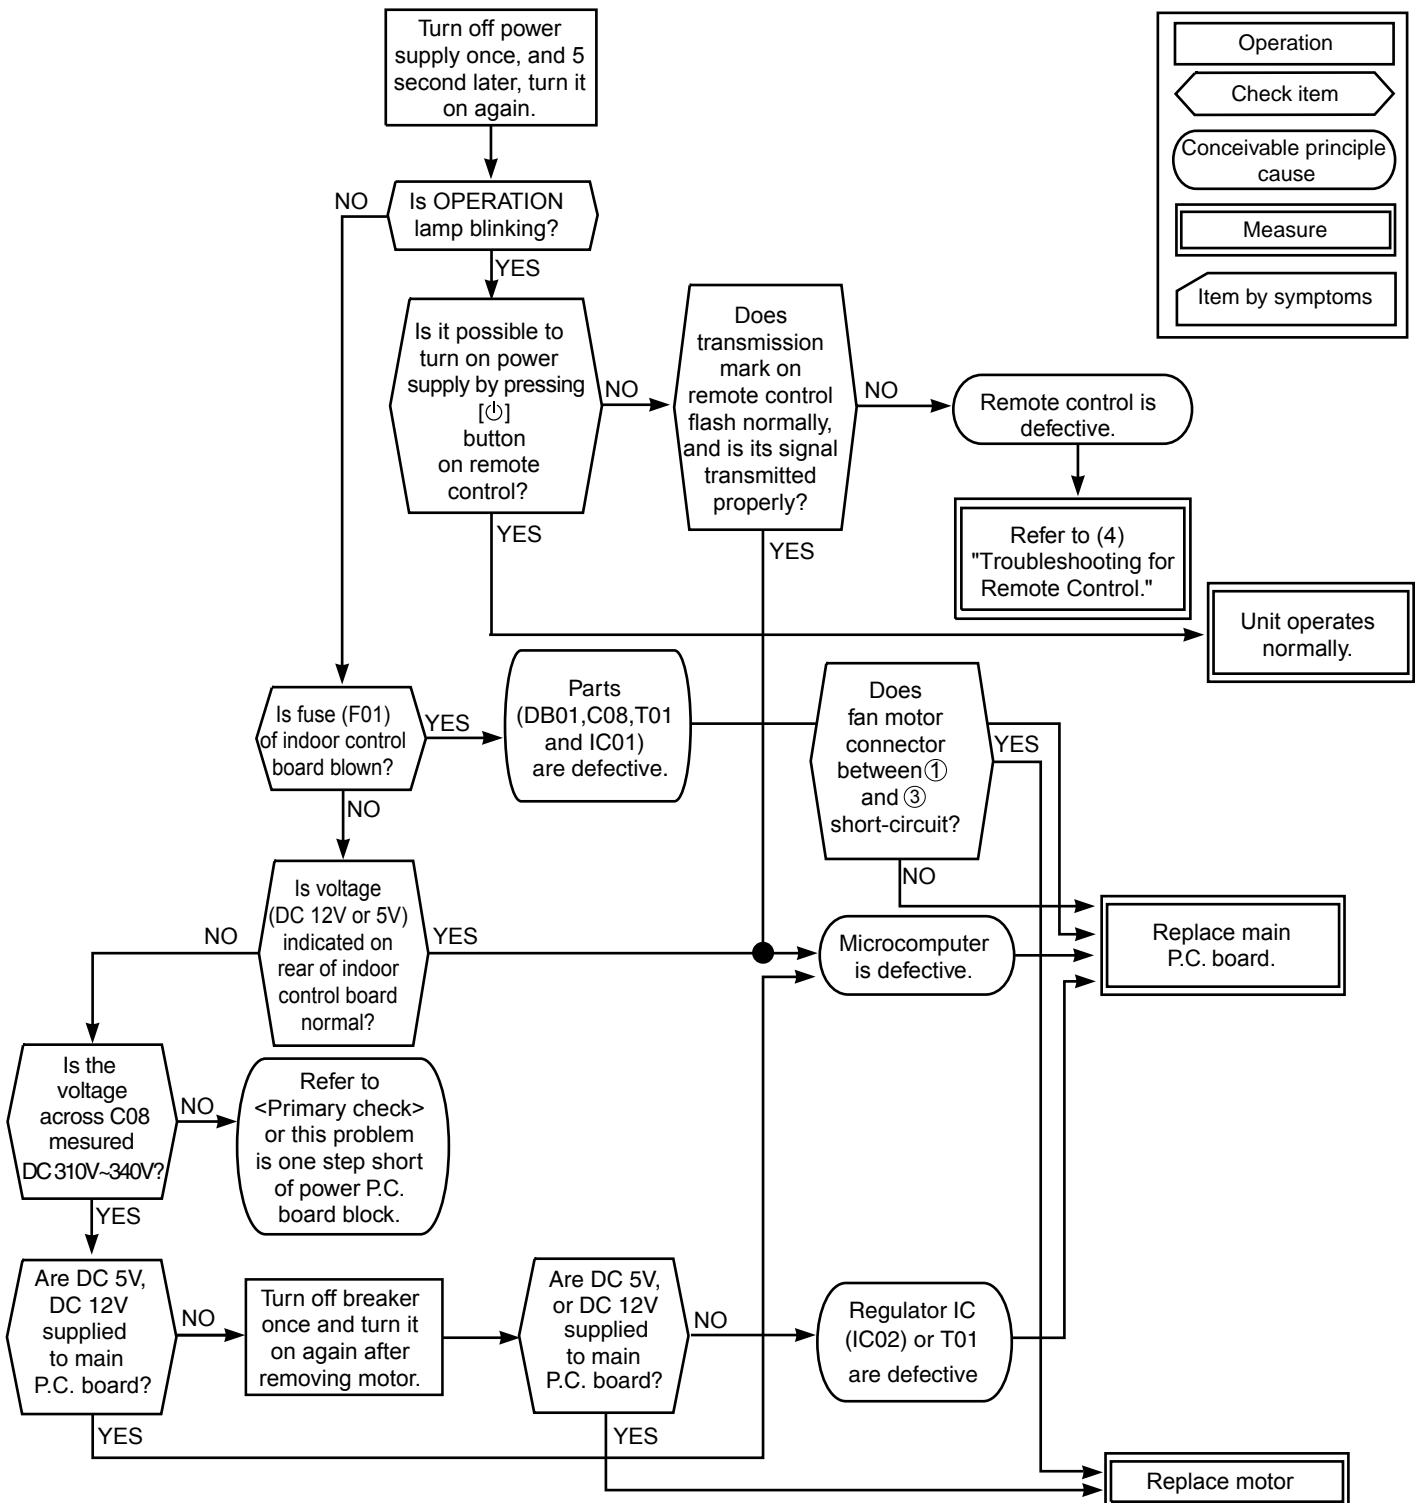 Turn off power
supply once, and 5
second later, turn it
on again.
Operation
Check item
Conceivable principle
cause
Measure
Item by symptoms
NO
Is OPERATION
lamp blinking?
YES
Is it possible to
turn on power
supply by pressing
[⏻]
button
on remote
control?
NO
YES
Does
transmission
mark on
remote control
flash normally,
and is its signal
transmitted
properly?
NO
YES
Remote control is
defective.
Refer to (4)
"Troubleshooting for
Remote Control."
Unit operates
normally.
Is fuse (F01)
of indoor control
board blown?
YES
NO
Parts
(DB01,C08,T01
and IC01)
are defective.
Does
fan motor
connector
between①
and ③
short-circuit?
YES
NO
Is voltage
(DC 12V or 5V)
indicated on
rear of indoor
control board
normal?
NO
YES
Microcomputer
is defective.
Replace main
P.C. board.
Is the
voltage
across C08
mesured
DC 310V~340V?
NO
YES
Refer to
<Primary check>
or this problem
is one step short
of power P.C.
board block.
Are DC 5V,
DC 12V
supplied
to main
P.C. board?
NO
YES
Turn off breaker
once and turn it
on again after
removing motor.
Are DC 5V,
or DC 12V
supplied
to main
P.C. board?
NO
YES
Regulator IC
(IC02) or T01
are defective
Replace motor